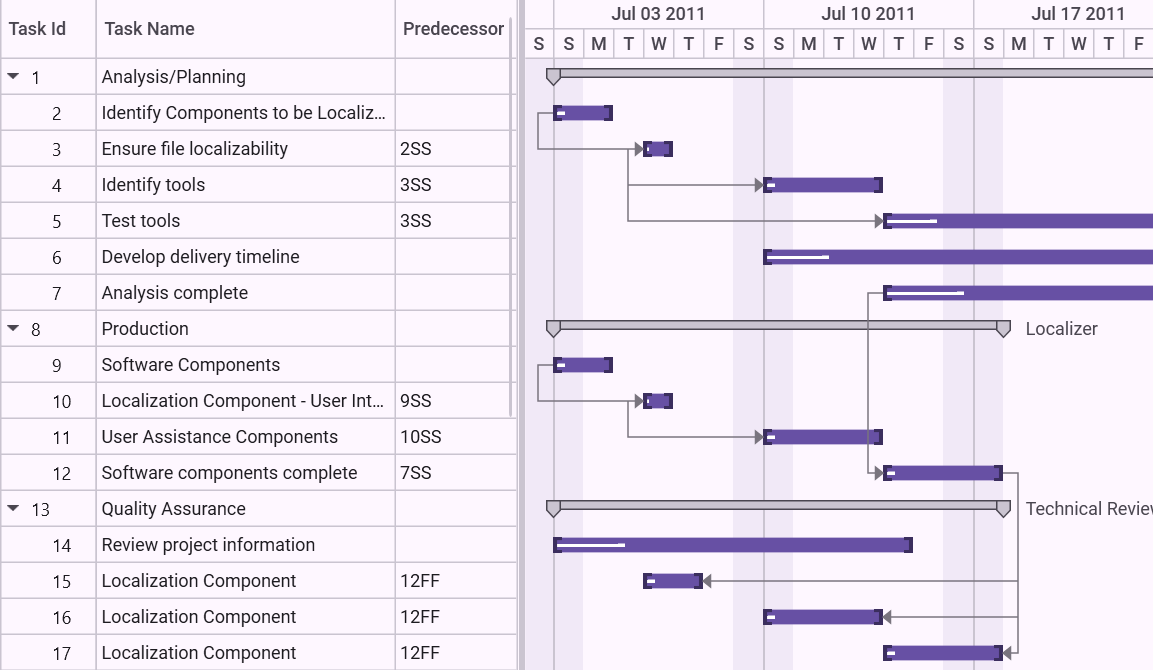 Task Id Task Name Predecessor Jul 03 2011 Jul 10 2011 Jul 17 2011
S S M T W T F S S M T W T F S S M T W T F
1 Analysis/Planning
2 Identify Components to be Localiz...
3 Ensure file localizability 2SS
4 Identify tools 3SS
5 Test tools 3SS
6 Develop delivery timeline
7 Analysis complete
8 Production Localizer
9 Software Components
10 Localization Component - User Int... 9SS
11 User Assistance Components 10SS
12 Software components complete 7SS
13 Quality Assurance Technical Review
14 Review project information
15 Localization Component 12FF
16 Localization Component 12FF
17 Localization Component 12FF